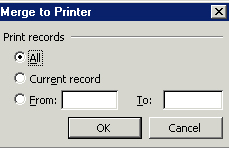 Merge to Printer
Print records
All
Current record
From: To:
OK Cancel